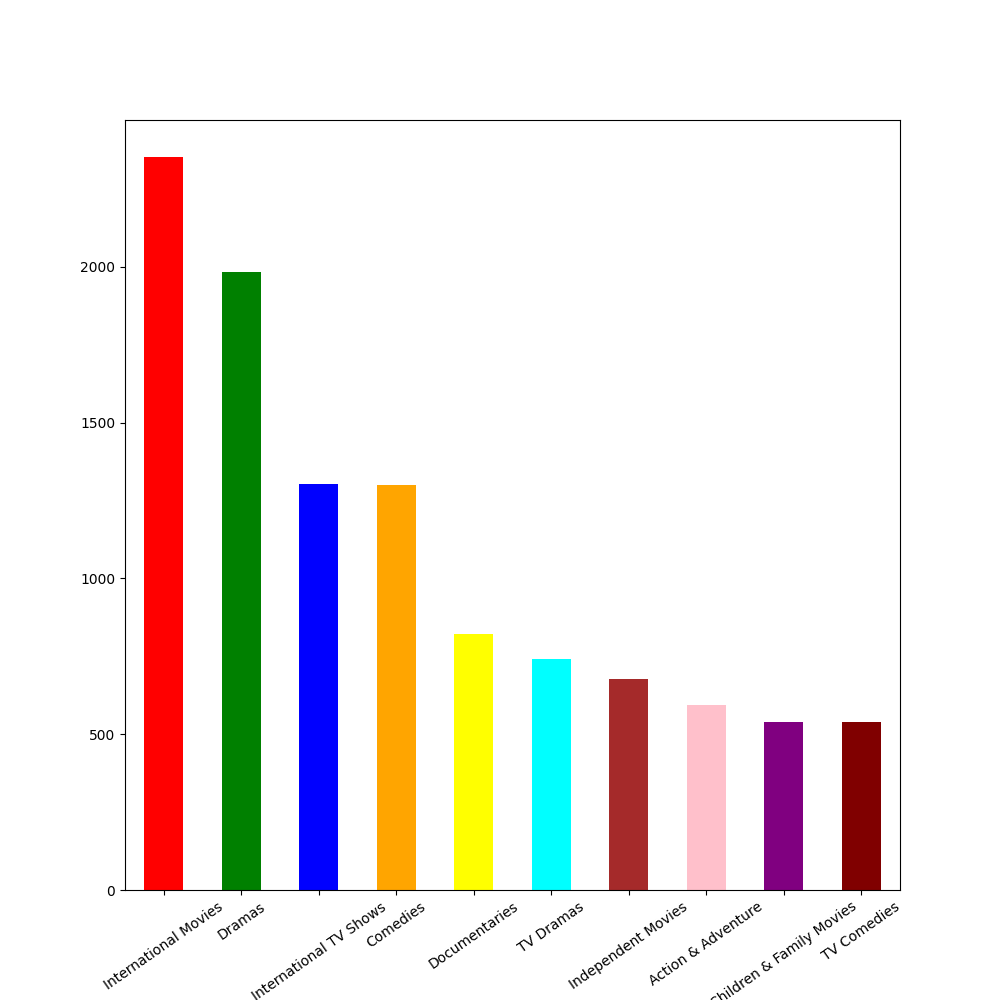 2000
1500
1000
500
0
International Movies
Dramas
International TV Shows
Comedies
Documentaries
TV Dramas
Independent Movies
Action & Adventure
Children & Family Movies
TV Comedies